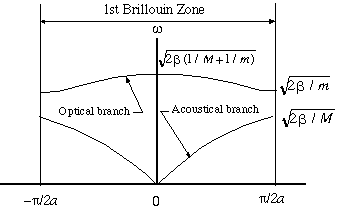 1st Brillouin Zone
ω
√2β(1/M+1/m)
√2β/m
Optical branch
Acoustical branch
√2β/M
−π/2a
0
π/2a